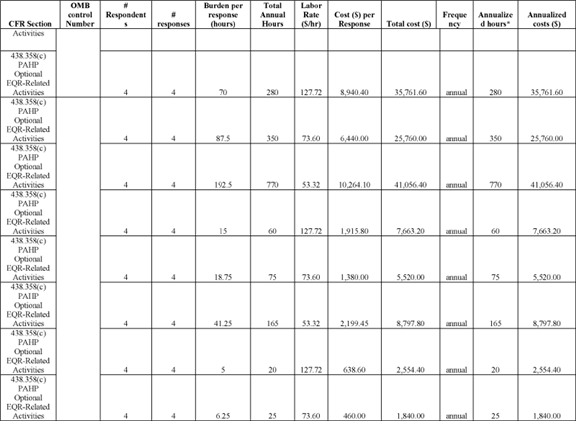 CFR Section | OMB control Number | # Respondent s | # responses | Burden per response (hours) | Total Annual Hours | Labor Rate ($/hr) | Cost ($) per Response | Total cost ($) | Freque ncy | Annualize d hours* | Annualized costs ($)
Activities
438.358(c)
PAHP
Optional
EQR-Related
Activities | 4 | 4 | 70 | 280 | 127.72 | 8,940.40 | 35,761.60 | annual | 280 | 35,761.60
438.358(c)
PAHP
Optional
EQR-Related
Activities | 4 | 4 | 87.5 | 350 | 73.60 | 6,440.00 | 25,760.00 | annual | 350 | 25,760.00
438.358(c)
PAHP
Optional
EQR-Related
Activities | 4 | 4 | 192.5 | 770 | 53.32 | 10,264.10 | 41,056.40 | annual | 770 | 41,056.40
438.358(c)
PAHP
Optional
EQR-Related
Activities | 4 | 4 | 15 | 60 | 127.72 | 1,915.80 | 7,663.20 | annual | 60 | 7,663.20
438.358(c)
PAHP
Optional
EQR-Related
Activities | 4 | 4 | 18.75 | 75 | 73.60 | 1,380.00 | 5,520.00 | annual | 75 | 5,520.00
438.358(c)
PAHP
Optional
EQR-Related
Activities | 4 | 4 | 41.25 | 165 | 53.32 | 2,199.45 | 8,797.80 | annual | 165 | 8,797.80
438.358(c)
PAHP
Optional
EQR-Related
Activities | 4 | 4 | 5 | 20 | 127.72 | 638.60 | 2,554.40 | annual | 20 | 2,554.40
438.358(c)
PAHP
Optional
EQR-Related
Activities | 4 | 4 | 6.25 | 25 | 73.60 | 460.00 | 1,840.00 | annual | 25 | 1,840.00